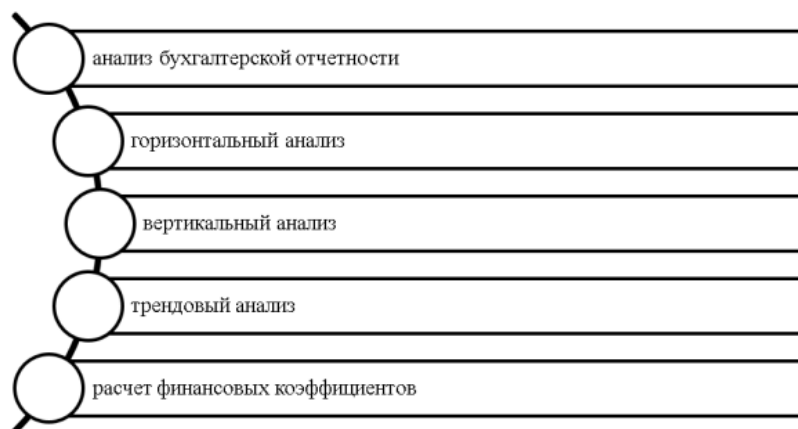 анализ бухгалтерской отчетности
горизонтальный анализ
вертикальный анализ
трендовый анализ
расчет финансовых коэффициентов